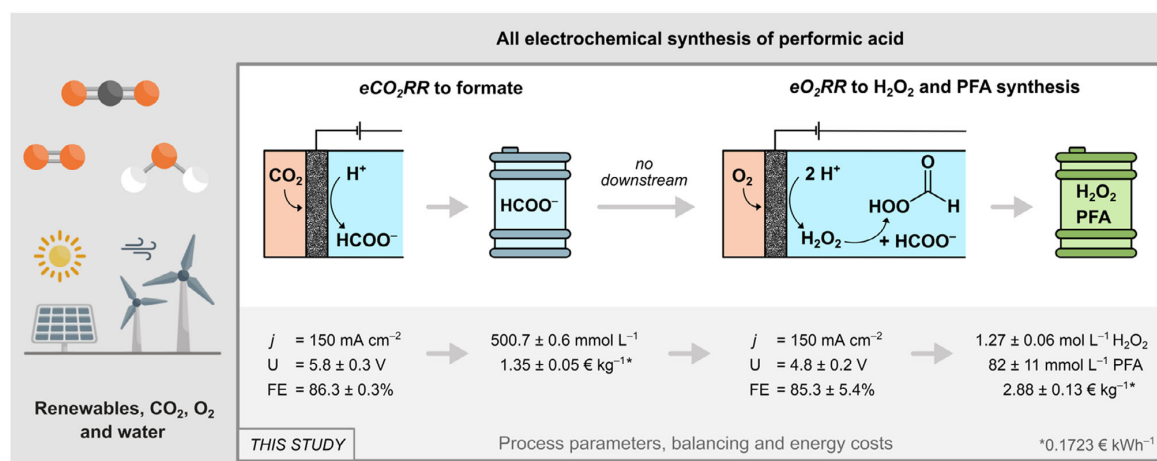 All electrochemical synthesis of performic acid
eCO₂RR to formate
eO₂RR to H₂O₂ and PFA synthesis
CO₂
H⁺
HCOO⁻
HCOO⁻
no
downstream
O₂
2 H⁺
H₂O₂
O
HOO
H
+ HCOO⁻
H₂O₂
PFA
j = 150 mA cm⁻²
U = 5.8 ± 0.3 V
FE = 86.3 ± 0.3%
500.7 ± 0.6 mmol L⁻¹
1.35 ± 0.05 € kg⁻¹*
j = 150 mA cm⁻²
U = 4.8 ± 0.2 V
FE = 85.3 ± 5.4%
1.27 ± 0.06 mol L⁻¹ H₂O₂
82 ± 11 mmol L⁻¹ PFA
2.88 ± 0.13 € kg⁻¹*
Renewables, CO₂, O₂
and water
THIS STUDY
Process parameters, balancing and energy costs
*0.1723 € kWh⁻¹